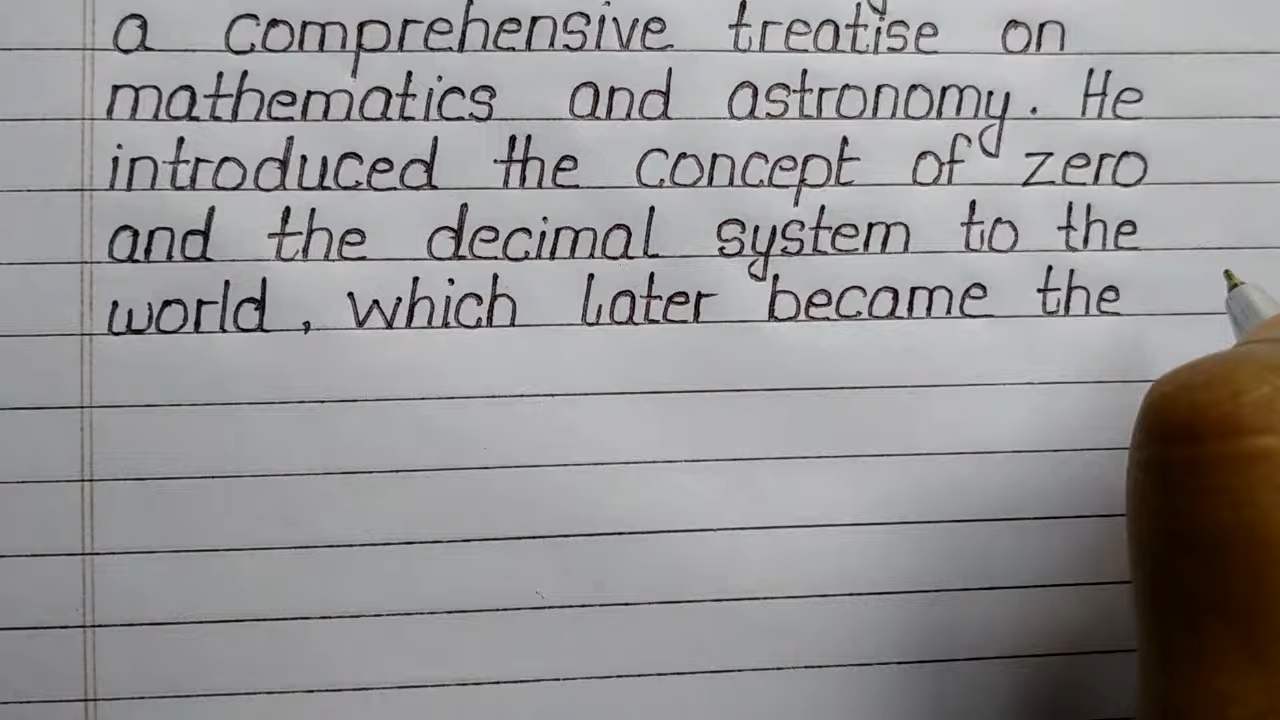 a comprehensive treatise on
mathematics and astronomy. He
introduced the concept of zero
and the decimal system to the
world, which later became the